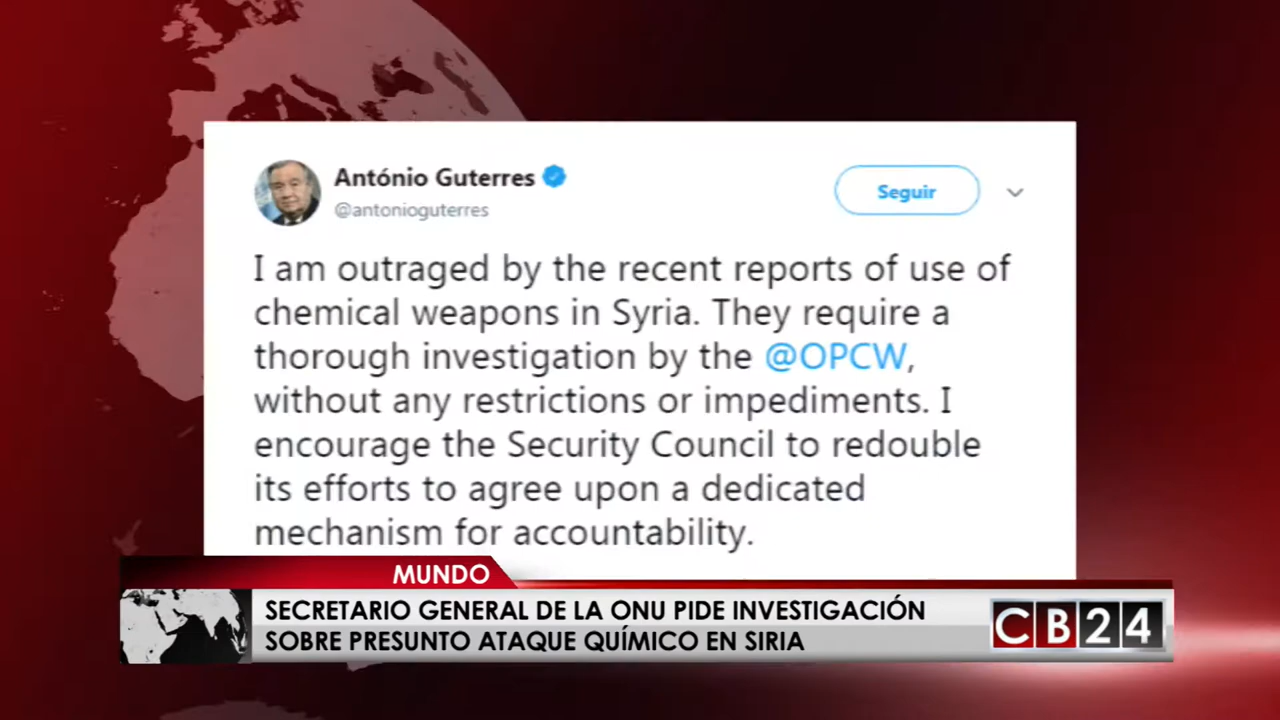 António Guterres
@antonioguterres
Seguir
I am outraged by the recent reports of use of
chemical weapons in Syria. They require a
thorough investigation by the @OPCW,
without any restrictions or impediments. I
encourage the Security Council to redouble
its efforts to agree upon a dedicated
mechanism for accountability.
MUNDO
SECRETARIO GENERAL DE LA ONU PIDE INVESTIGACIÓN
SOBRE PRESUNTO ATAQUE QUÍMICO EN SIRIA
CB24